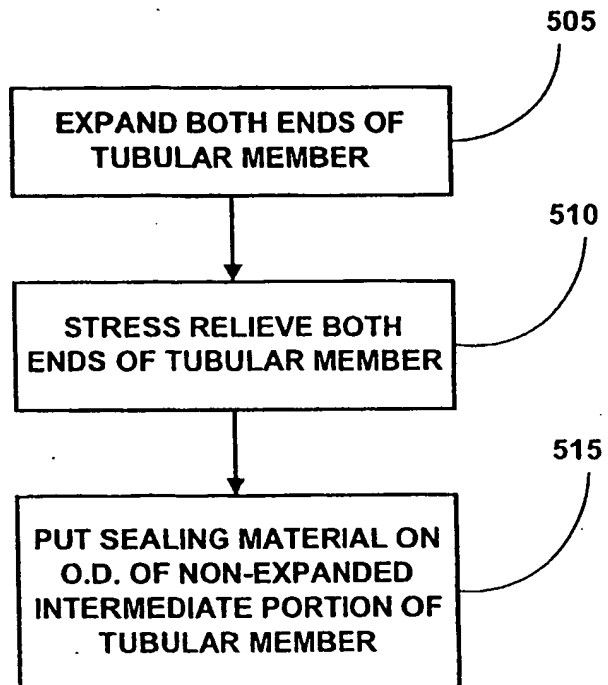 505
EXPAND BOTH ENDS OF
TUBULAR MEMBER
510
STRESS RELIEVE BOTH
ENDS OF TUBULAR MEMBER
515
PUT SEALING MATERIAL ON
O.D. OF NON-EXPANDED
INTERMEDIATE PORTION OF
TUBULAR MEMBER